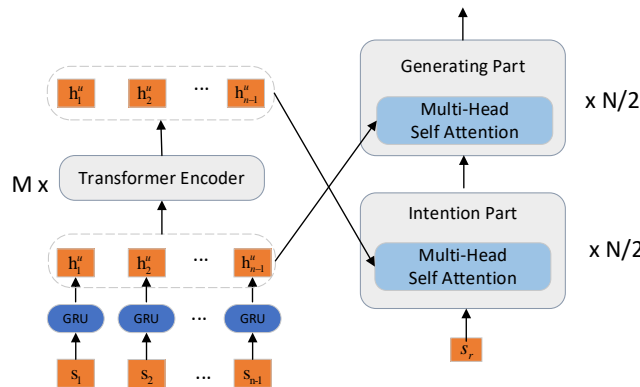 Generating Part
Multi-Head
Self Attention
x N/2
h₁ᵘ h₂ᵘ ... hₙ₋₁ᵘ
M x
Transformer Encoder
Intention Part
Multi-Head
Self Attention
x N/2
h₁ᵘ h₂ᵘ ... hₙ₋₁ᵘ
GRU GRU ... GRU
s₁ s₂ ... sₙ₋₁
sᵣ